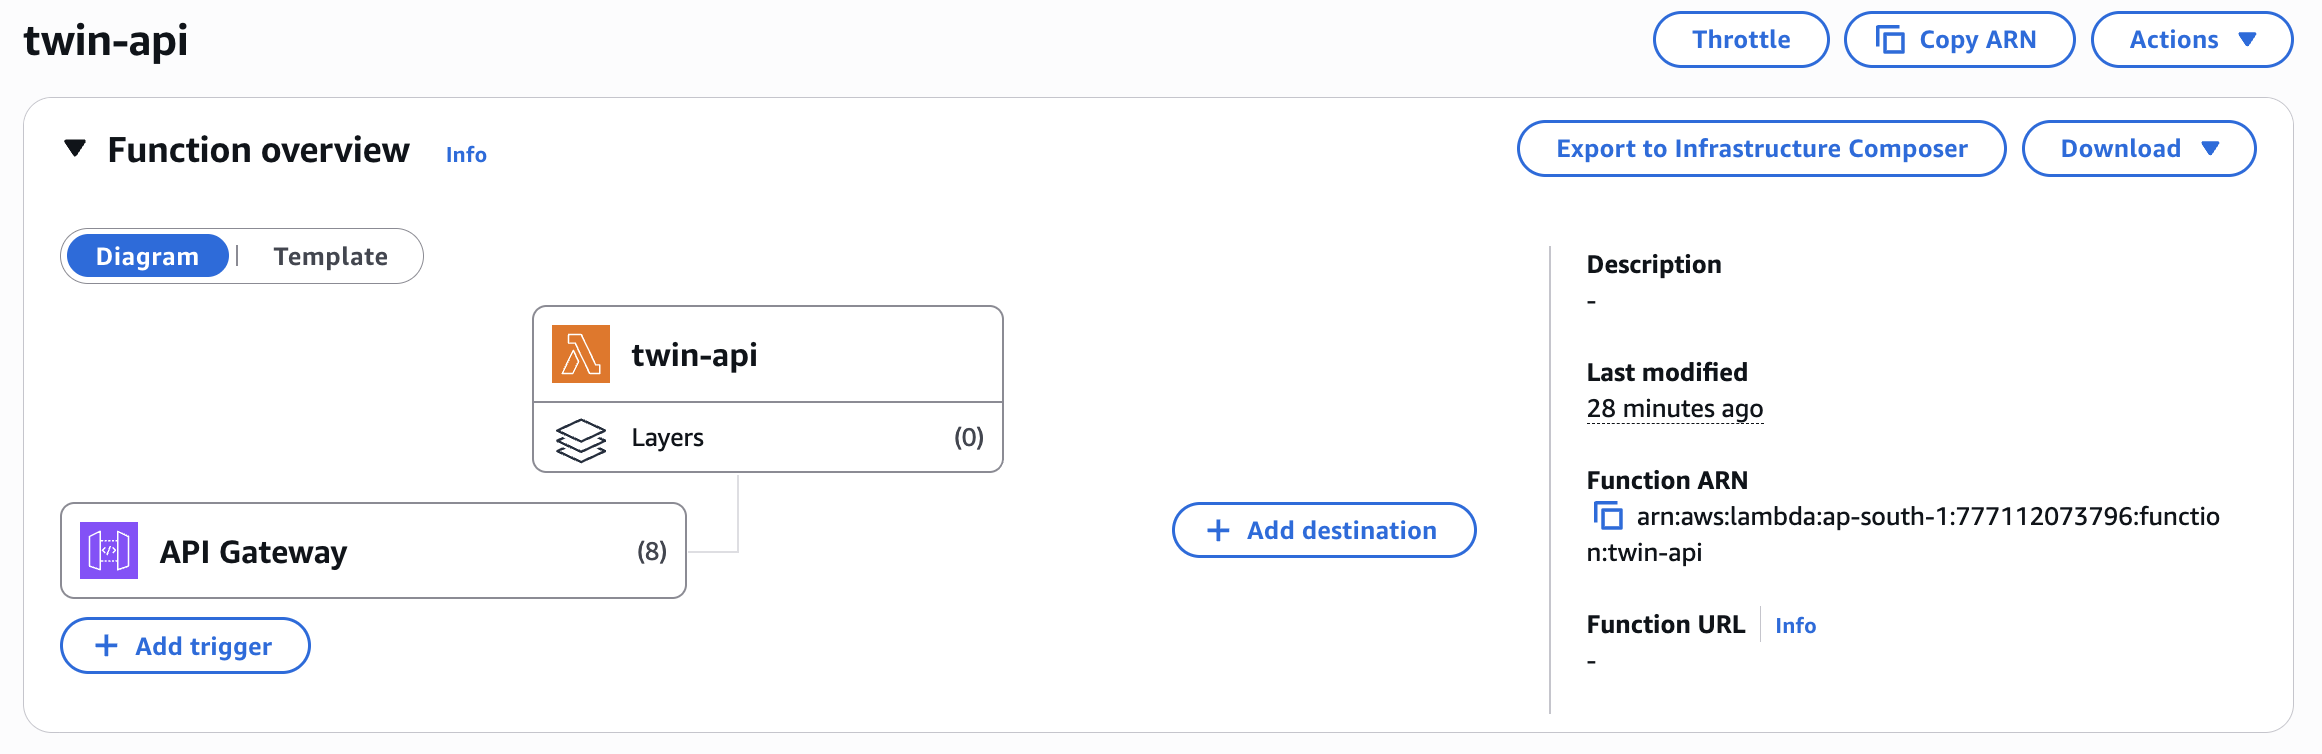 twin-api
Throttle
Copy ARN
Actions
Function overview
Info
Export to Infrastructure Composer
Download
Diagram
Template
twin-api
Layers
(0)
API Gateway
(8)
Add trigger
Add destination
Description
-
Last modified
28 minutes ago
Function ARN
arn:aws:lambda:ap-south-1:777112073796:functio
n:twin-api
Function URL
Info
-